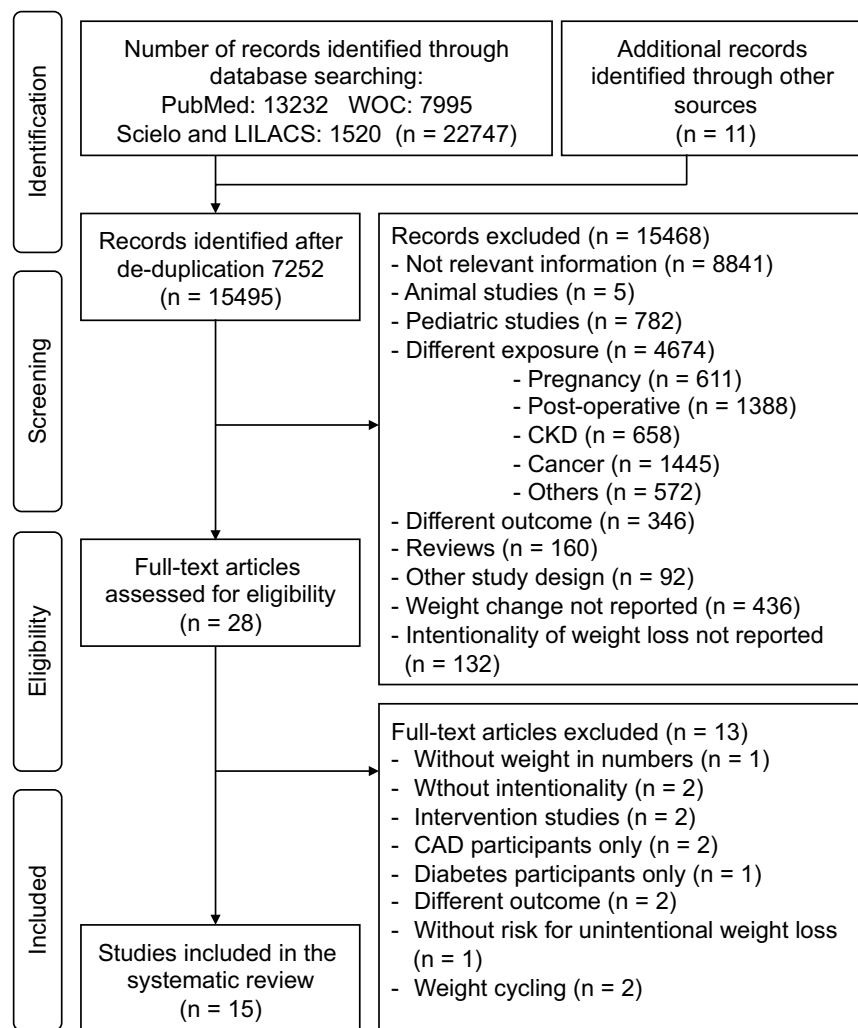 Identification
Number of records identified through
database searching:
PubMed: 13232 WOC: 7995
Scielo and LILACS: 1520 (n = 22747)
Additional records
identified through other
sources
(n = 11)
Screening
Records identified after
de-duplication 7252
(n = 15495)
Records excluded (n = 15468)
- Not relevant information (n = 8841)
- Animal studies (n = 5)
- Pediatric studies (n = 782)
- Different exposure (n = 4674)
- Pregnancy (n = 611)
- Post-operative (n = 1388)
- CKD (n = 658)
- Cancer (n = 1445)
- Others (n = 572)
- Different outcome (n = 346)
- Reviews (n = 160)
- Other study design (n = 92)
- Weight change not reported (n = 436)
- Intentionality of weight loss not reported
(n = 132)
Eligibility
Full-text articles
assessed for eligibility
(n = 28)
Full-text articles excluded (n = 13)
- Without weight in numbers (n = 1)
- Wthout intentionality (n = 2)
- Intervention studies (n = 2)
- CAD participants only (n = 2)
- Diabetes participants only (n = 1)
- Different outcome (n = 2)
- Without risk for unintentional weight loss
(n = 1)
- Weight cycling (n = 2)
Included
Studies included in the
systematic review
(n = 15)